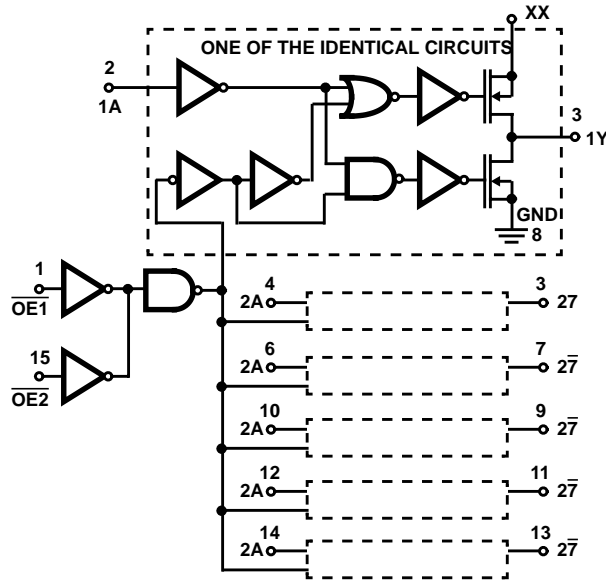 XX
ONE OF THE IDENTICAL CIRCUITS
2
1A
3
1Y
GND
8
1
OE1
15
OE2
4
2A
3
27
6
2A
7
27
10
2A
9
27
12
2A
11
27
14
2A
13
27